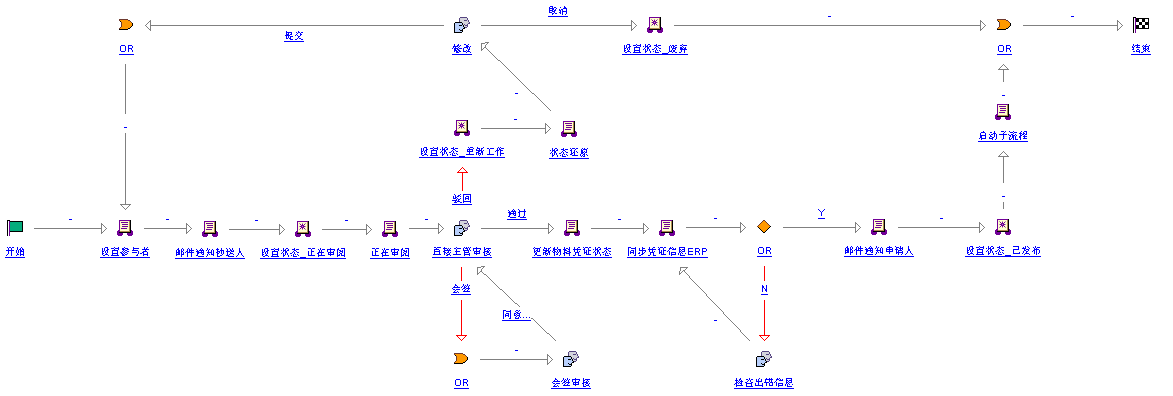 取消
提交
OR
修改
设置状态_废弃
OR
结束
启动子流程
设置状态_重新工作
状态还原
驳回
通过
Y
开始
设置参与者
邮件通知抄送人
设置状态_正在审阅
正在审阅
直接主管审核
更新物料凭证状态
同步凭证信息ERP
OR
邮件通知申请人
设置状态_已发布
会签
N
同意...
OR
会签审核
检查出错信息